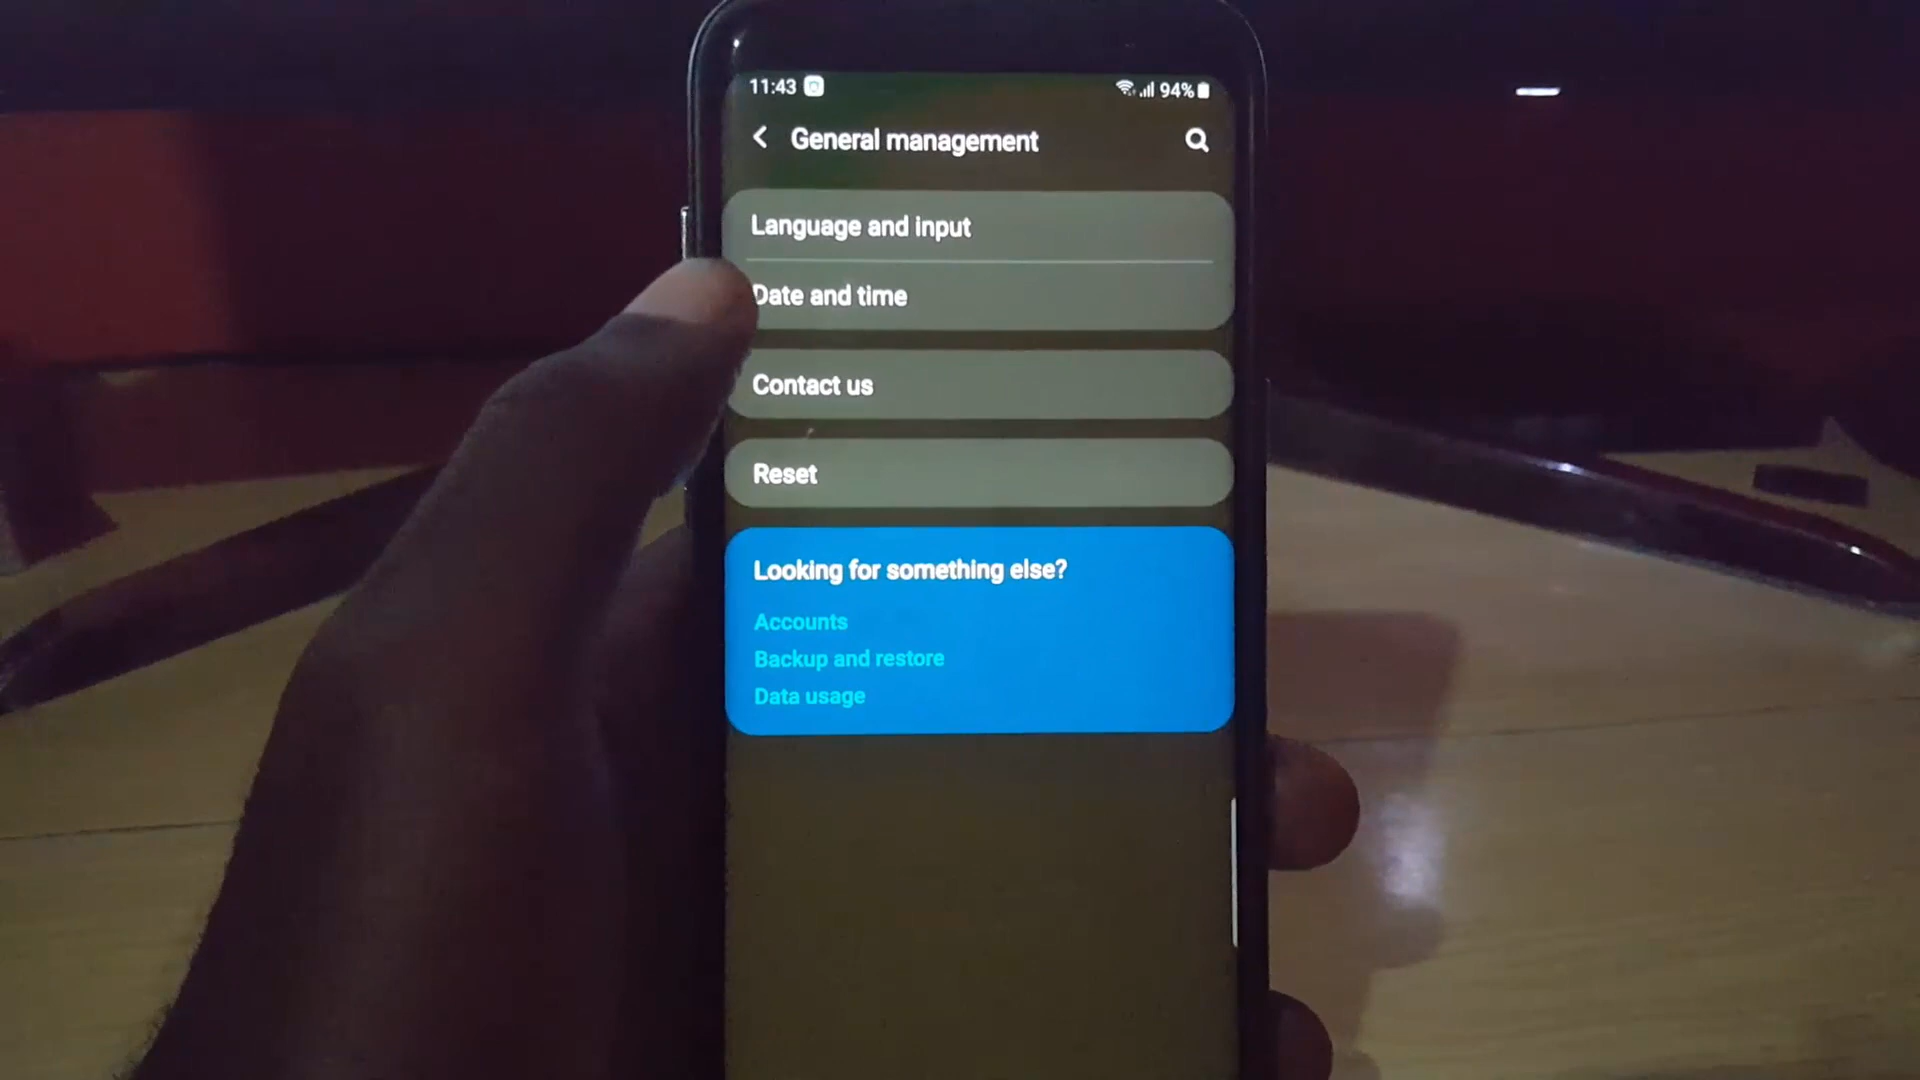 11:43 94%
General management
Language and input
Date and time
Contact us
Reset
Looking for something else?
Accounts
Backup and restore
Data usage